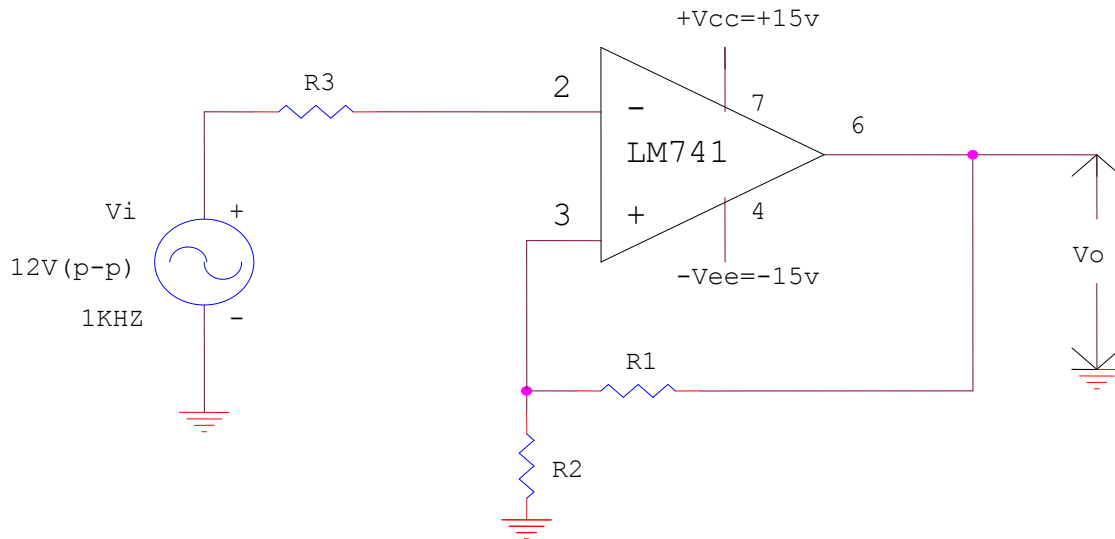 +Vcc=+15v
R3
2
-
7
6
LM741
Vi
+
3
+
4
12V(p-p)
Vo
-Vee=-15v
1KHZ
-
R1
R2